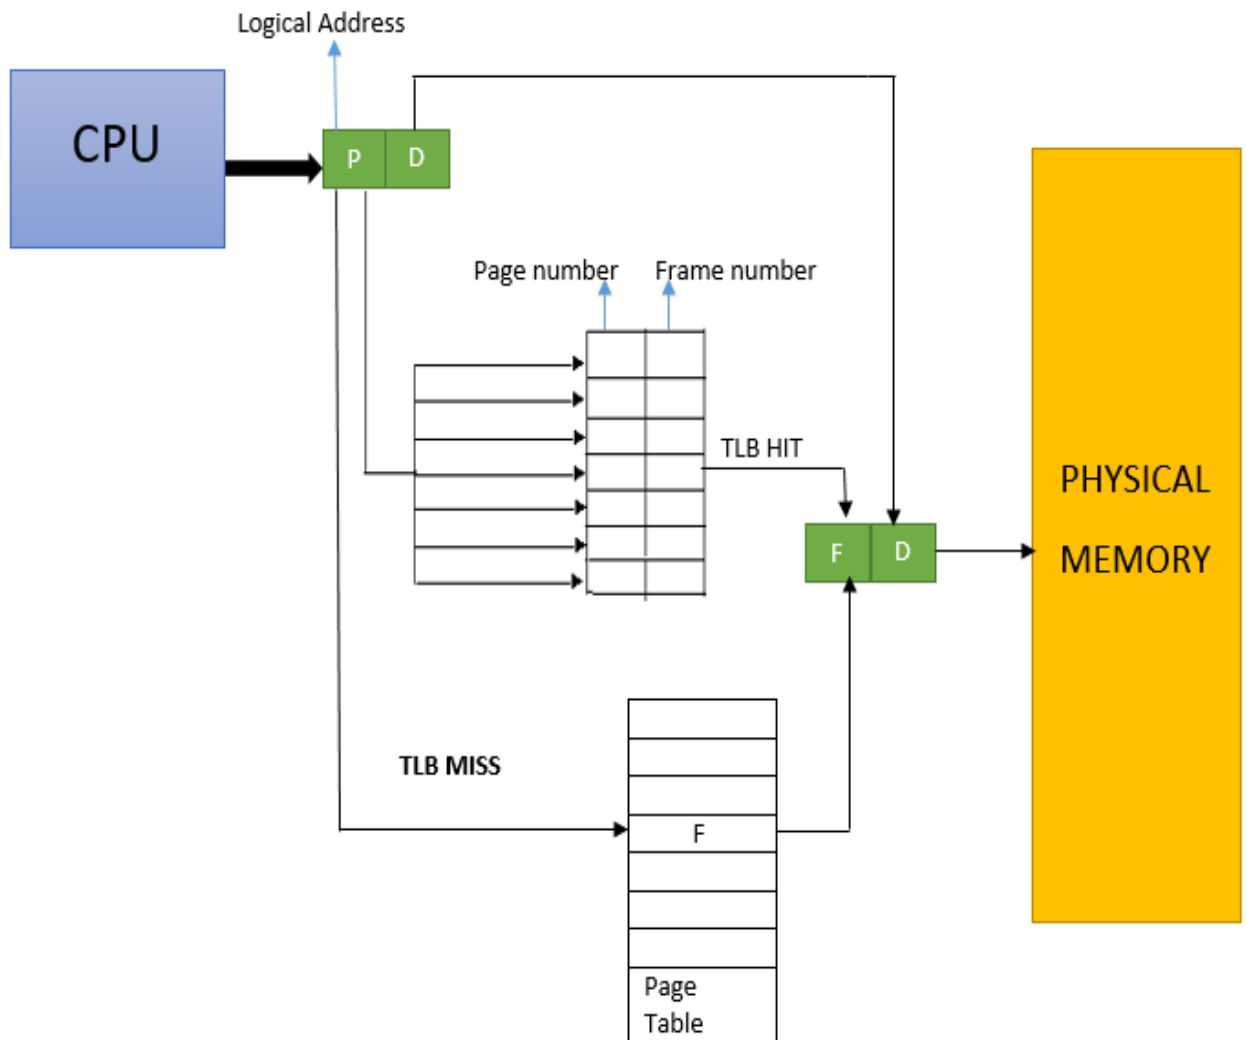 Logical Address
CPU
P D
Page number Frame number
TLB HIT
PHYSICAL
MEMORY
F D
TLB MISS
F
Page
Table